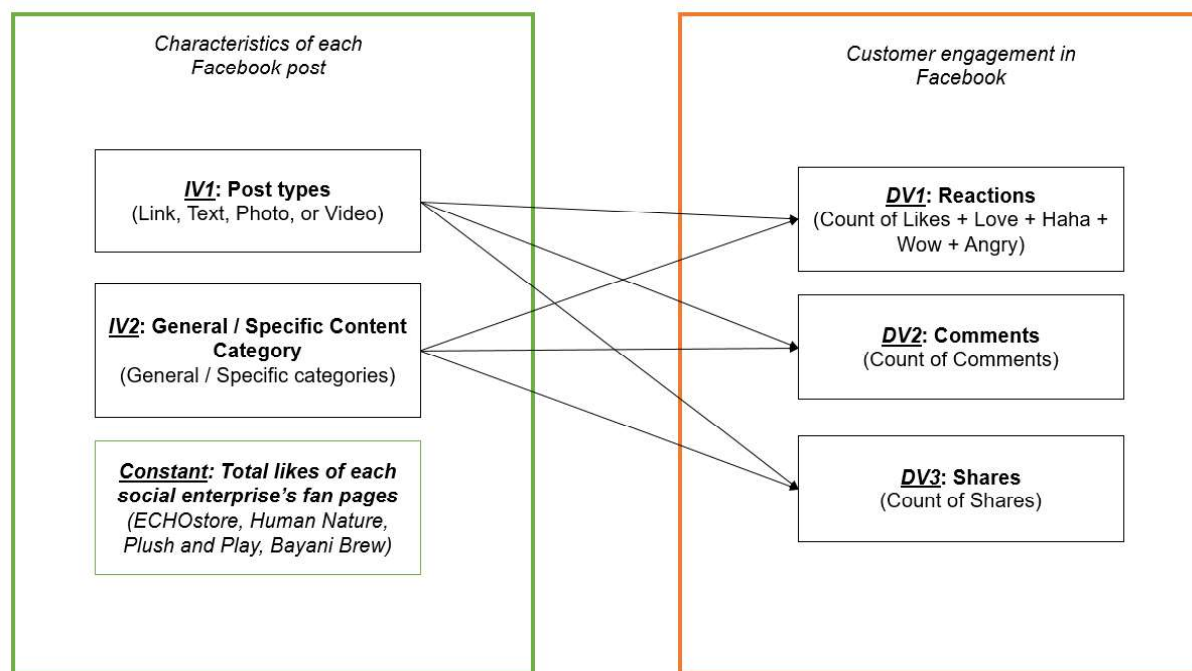 Characteristics of each
Facebook post
IV1: Post types
(Link, Text, Photo, or Video)
IV2: General / Specific Content
Category
(General / Specific categories)
Constant: Total likes of each
social enterprise’s fan pages
(ECHOstore, Human Nature,
Plush and Play, Bayani Brew)
Customer engagement in
Facebook
DV1: Reactions
(Count of Likes + Love + Haha +
Wow + Angry)
DV2: Comments
(Count of Comments)
DV3: Shares
(Count of Shares)